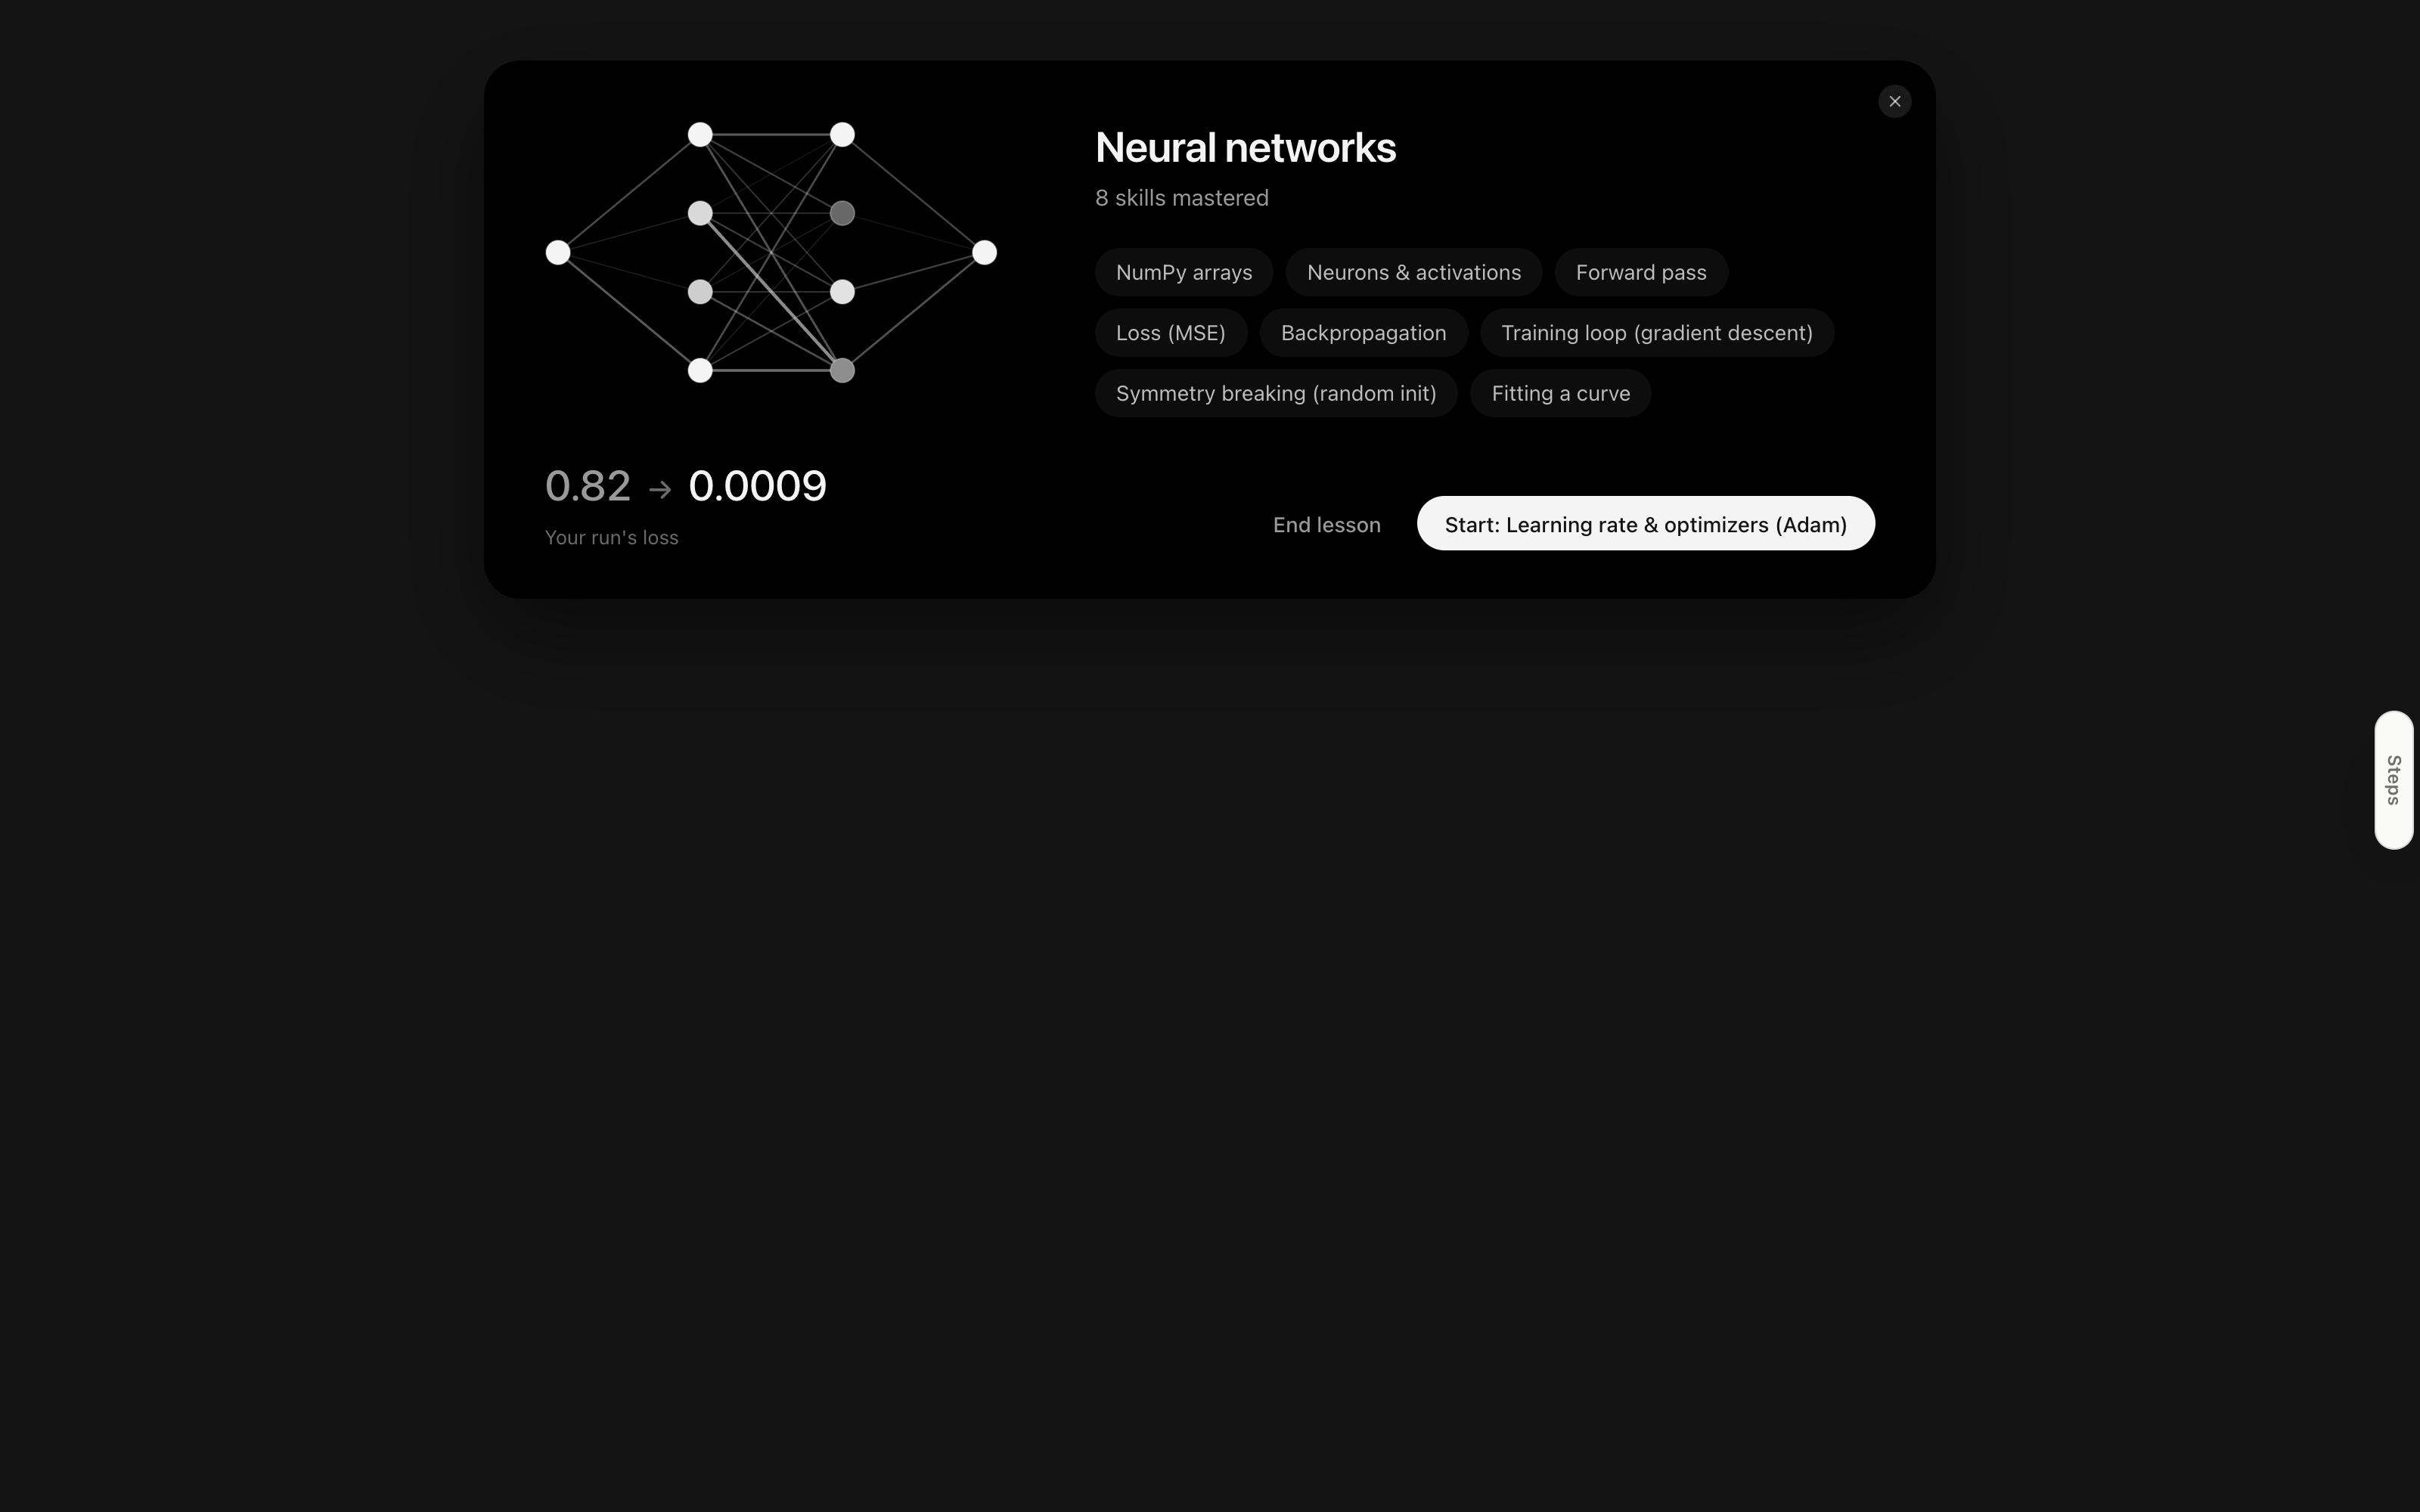 Neural networks
8 skills mastered
NumPy arrays
Neurons & activations
Forward pass
Loss (MSE)
Backpropagation
Training loop (gradient descent)
Symmetry breaking (random init)
Fitting a curve
0.82 → 0.0009
Your run's loss
End lesson
Start: Learning rate & optimizers (Adam)
Steps